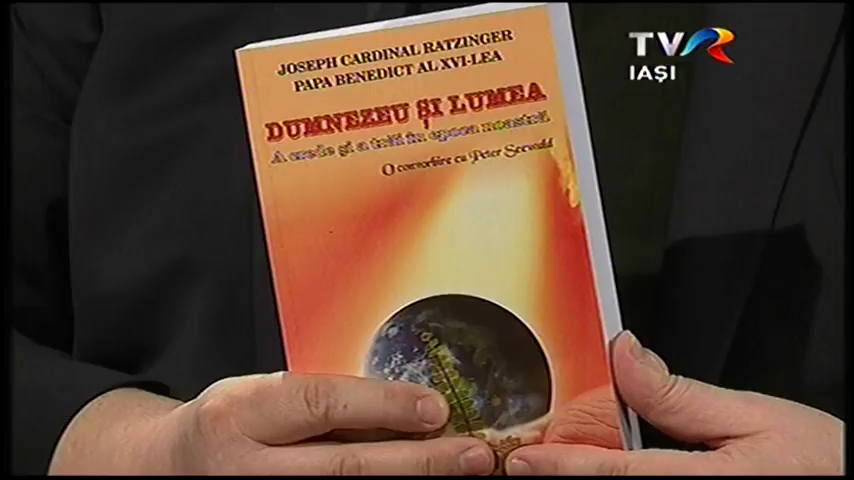 JOSEPH CARDINAL RATZINGER
PAPA BENEDICT AL XVI-LEA
DUMNEZEU ȘI LUMEA
A crede și a trăi în epoca noastră
O convorbire cu Peter Seewald
TVR
IAȘI